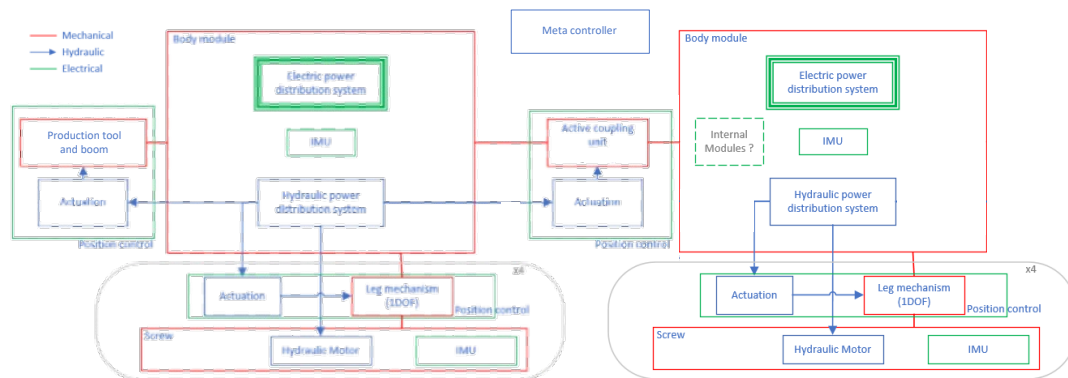 Mechanical
Hydraulic
Electrical
Body module
Electric power
distribution system
IMU
Hydraulic power
distribution system
Production tool
and boom
Actuation
Position control
Meta controller
Active coupling
unit
Actuation
Position control
Body module
Electric power
distribution system
Internal
Modules ?
IMU
Hydraulic power
distribution system
x4
Actuation
Leg mechanism
(1DOF)
Position control
Screw
Hydraulic Motor
IMU
x4
Actuation
Leg mechanism
(1DOF)
Position control
Screw
Hydraulic Motor
IMU